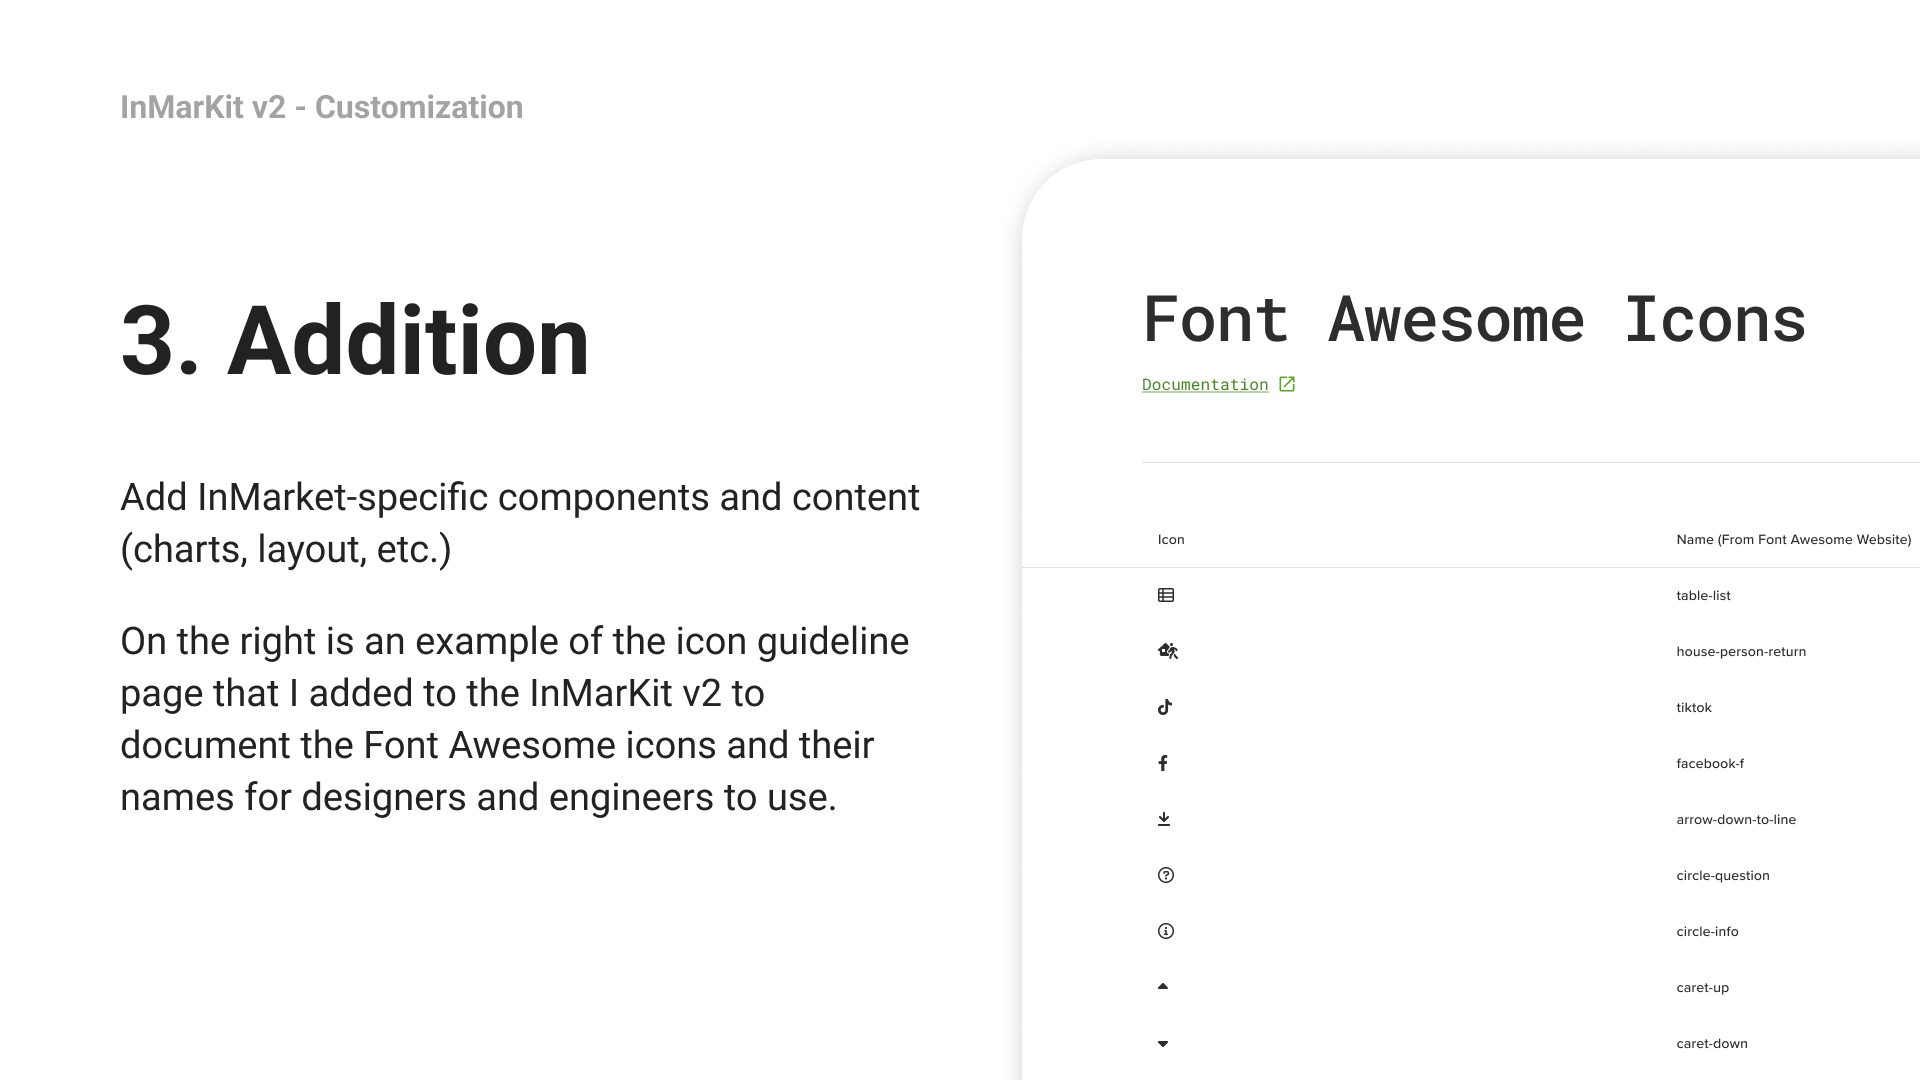 InMarKit v2 - Customization
3. Addition
Add InMarket-specific components and content
(charts, layout, etc.)
On the right is an example of the icon guideline
page that I added to the InMarKit v2 to
document the Font Awesome icons and their
names for designers and engineers to use.
Font Awesome Icons
Documentation
Icon
Name (From Font Awesome Website)
table-list
house-person-return
tiktok
facebook-f
arrow-down-to-line
circle-question
circle-info
caret-up
caret-down